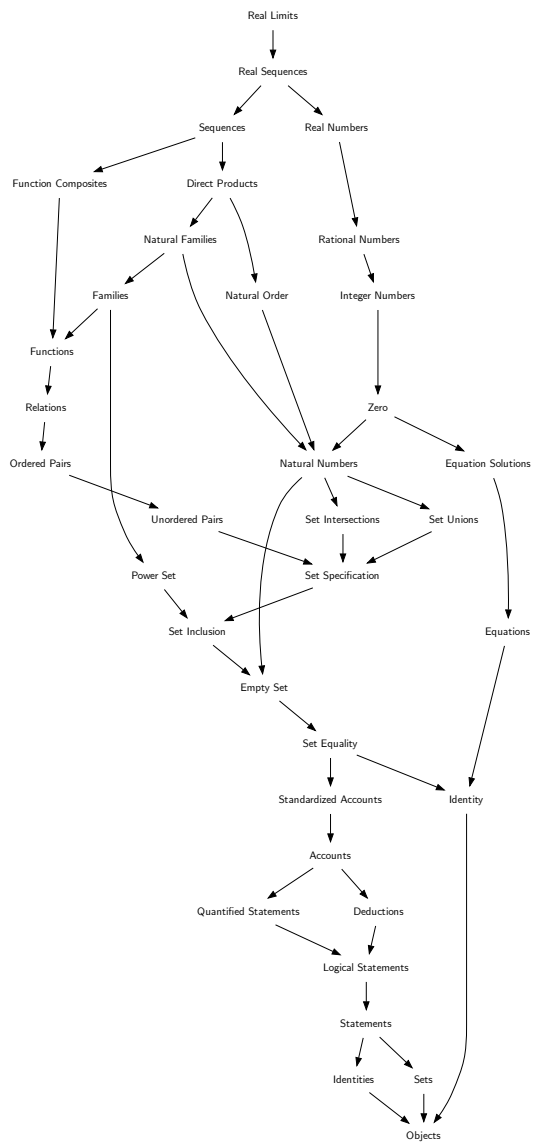 Real Limits
Real Sequences
Sequences
Real Numbers
Function Composites
Direct Products
Natural Families
Rational Numbers
Families
Natural Order
Integer Numbers
Functions
Relations
Zero
Ordered Pairs
Natural Numbers
Equation Solutions
Unordered Pairs
Set Intersections
Set Unions
Power Set
Set Specification
Set Inclusion
Equations
Empty Set
Set Equality
Standardized Accounts
Identity
Accounts
Quantified Statements
Deductions
Logical Statements
Statements
Identities
Sets
Objects